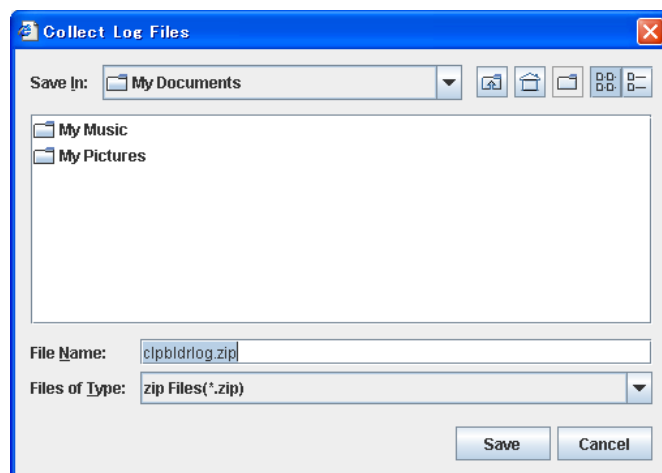 Collect Log Files
Save In: My Documents
My Music
My Pictures
File Name: clpbldrlog.zip
Files of Type: zip Files(*.zip)
Save Cancel